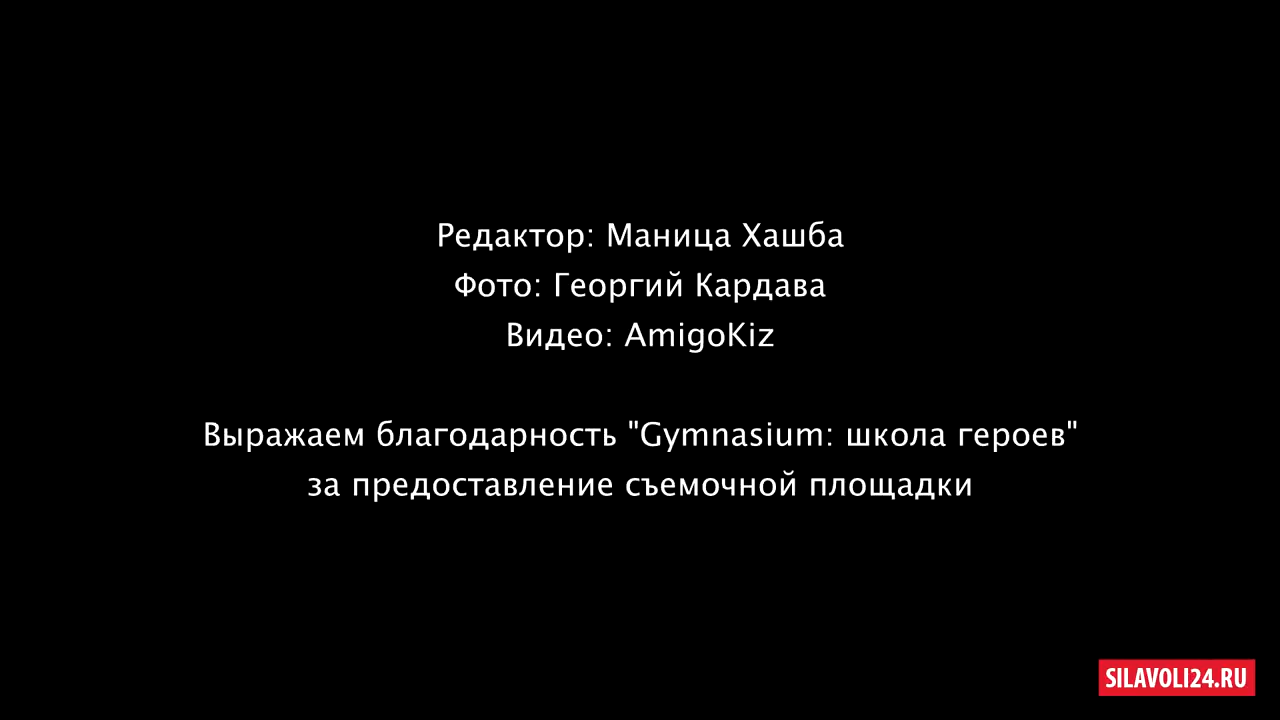 Редактор: Маница Хашба
Фото: Георгий Кардава
Видео: AmigoKiz
Выражаем благодарность "Gymnasium: школа героев"
за предоставление съемочной площадки
SILAVOLI24.RU